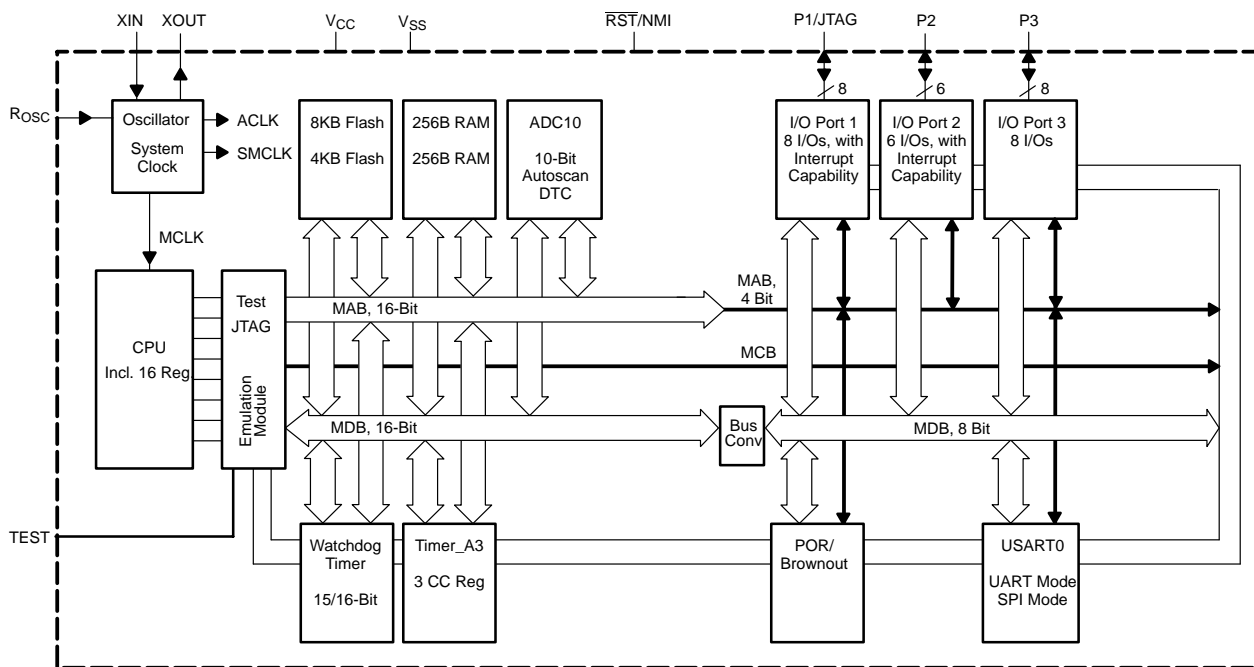 XIN
XOUT
VCC
VSS
RST/NMI
P1/JTAG
P2
P3
8
6
8
ROSC
Oscillator
System
Clock
ACLK
SMCLK
8KB Flash
4KB Flash
256B RAM
256B RAM
ADC10
10-Bit
Autoscan
DTC
I/O Port 1
8 I/Os, with
Interrupt
Capability
I/O Port 2
6 I/Os, with
Interrupt
Capability
I/O Port 3
8 I/Os
MCLK
CPU
Incl. 16 Reg.
Test
JTAG
Emulation
Module
MAB, 16-Bit
MAB,
4 Bit
MCB
MDB, 16-Bit
Bus
Conv
MDB, 8 Bit
TEST
Watchdog
Timer
15/16-Bit
Timer_A3
3 CC Reg
POR/
Brownout
USART0
UART Mode
SPI Mode